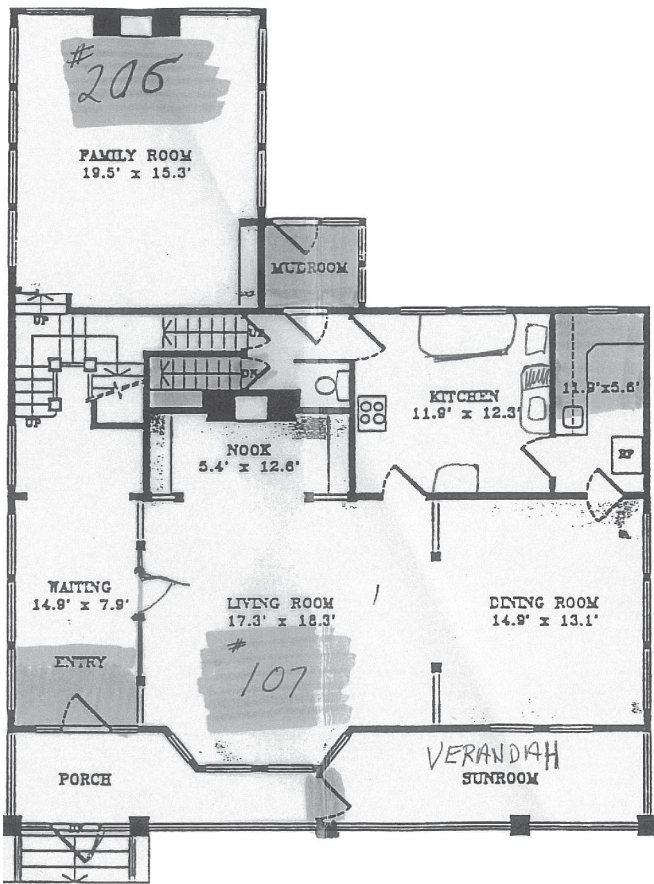 # 206
FAMILY ROOM
19.5' x 15.3'
MUDROOM
UP
UP
DN
11.9'x5.6'
KITCHEN
11.9' x 12.3'
NOOK
5.4' x 12.6'
WAITING
14.9' x 7.9'
LIVING ROOM
17.3' x 18.3'
DINING ROOM
14.9' x 13.1'
ENTRY
# 107
VERANDAH
PORCH
SUNROOM